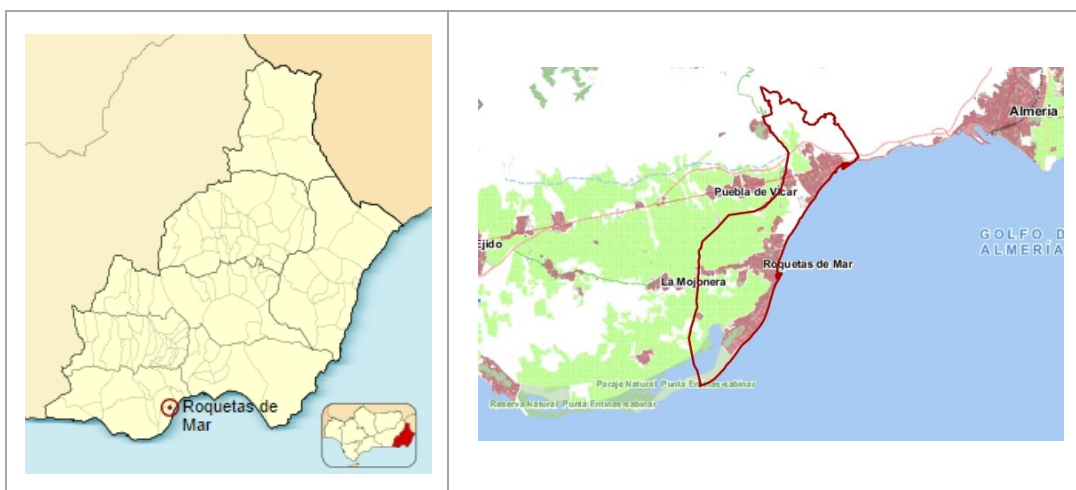 Roquetas de
Mar
Almería
Puebla de Vícar
GOLFO D
ALMERÍA
Ejido
Roquetas de Mar
La Mojonera
Paraje Natural Punta Entinas-sabinar
Reserva Natural Punta Entinas-sabinar